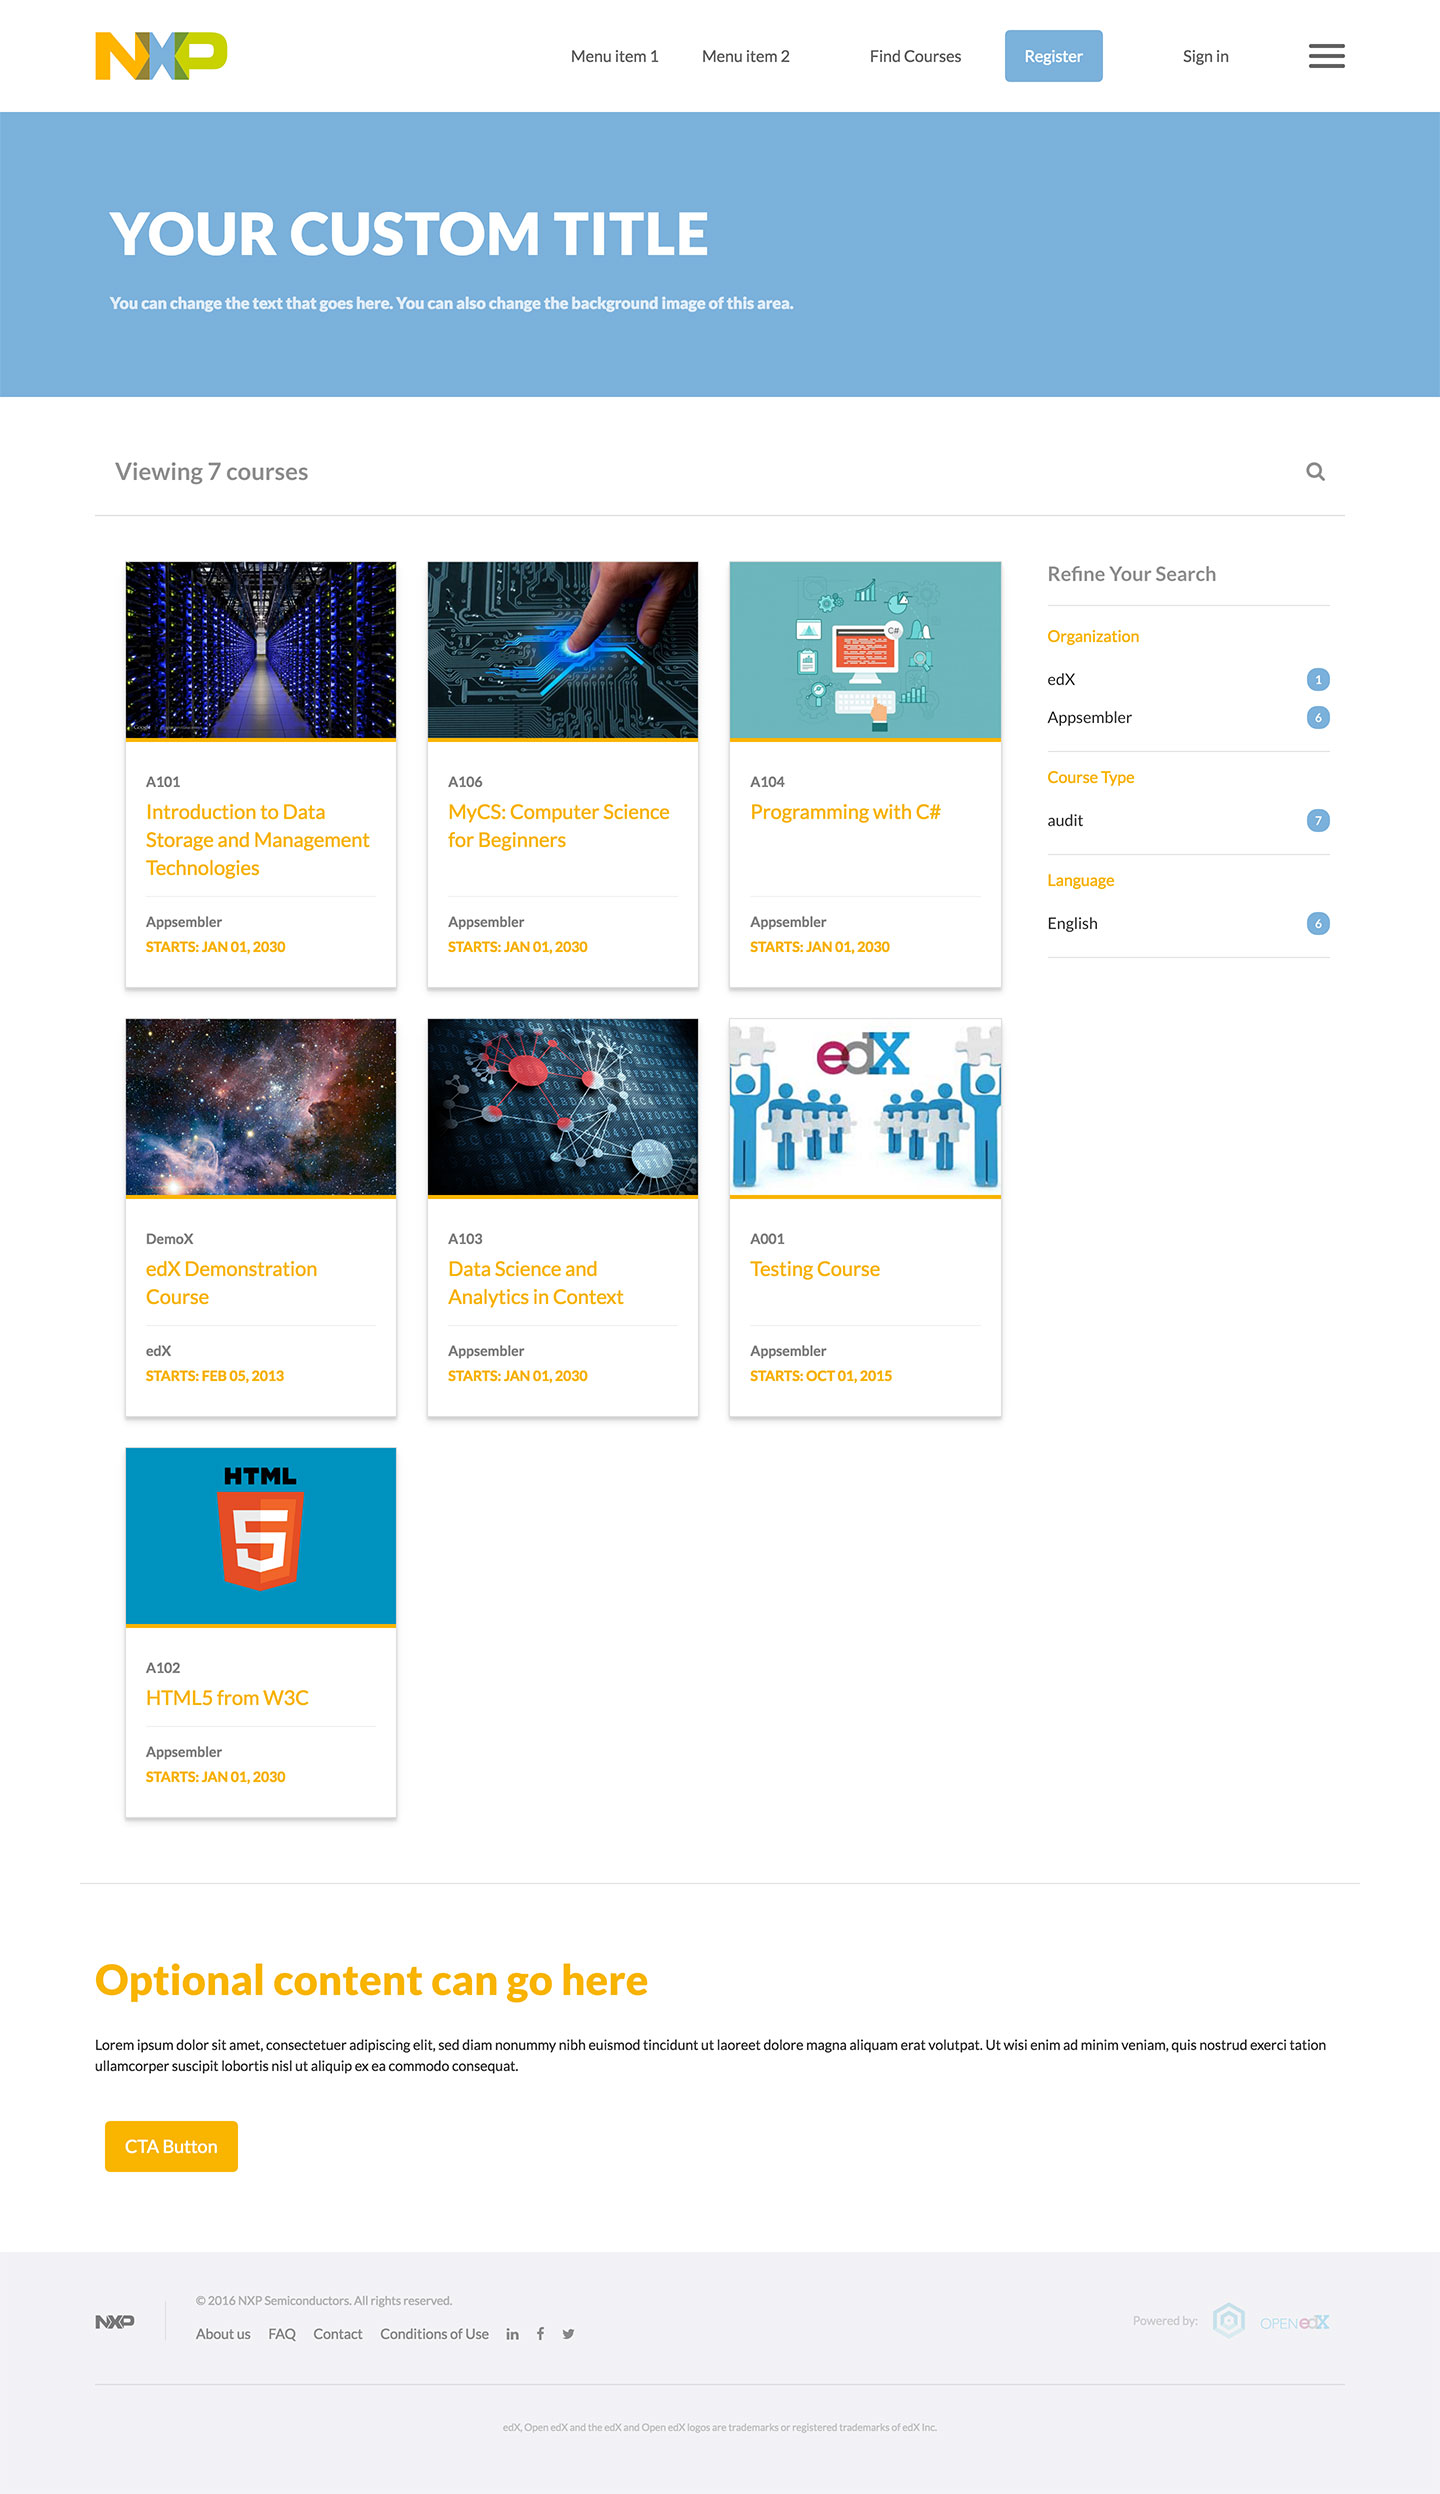 NXP
Menu item 1
Menu item 2
Find Courses
Register
Sign in
YOUR CUSTOM TITLE
You can change the text that goes here. You can also change the background image of this area.
Viewing 7 courses
A101
Introduction to Data
Storage and Management
Technologies
Appsembler
STARTS: JAN 01, 2030
A106
MyCS: Computer Science
for Beginners
Appsembler
STARTS: JAN 01, 2030
C#
A104
Programming with C#
Appsembler
STARTS: JAN 01, 2030
Refine Your Search
Organization
edX 1
Appsembler 6
Course Type
audit 7
Language
English 6
DemoX
edX Demonstration
Course
edX
STARTS: FEB 05, 2013
A103
Data Science and
Analytics in Context
Appsembler
STARTS: JAN 01, 2030
edX
A001
Testing Course
Appsembler
STARTS: OCT 01, 2015
HTML
5
A102
HTML5 from W3C
Appsembler
STARTS: JAN 01, 2030
Optional content can go here
Lorem ipsum dolor sit amet, consectetuer adipiscing elit, sed diam nonummy nibh euismod tincidunt ut laoreet dolore magna aliquam erat volutpat. Ut wisi enim ad minim veniam, quis nostrud exerci tation
ullamcorper suscipit lobortis nisl ut aliquip ex ea commodo consequat.
CTA Button
NXP
© 2016 NXP Semiconductors. All rights reserved.
About us FAQ Contact Conditions of Use in f
Powered by:
OPEN edX
edX, Open edX and the edX and Open edX logos are trademarks or registered trademarks of edX Inc.